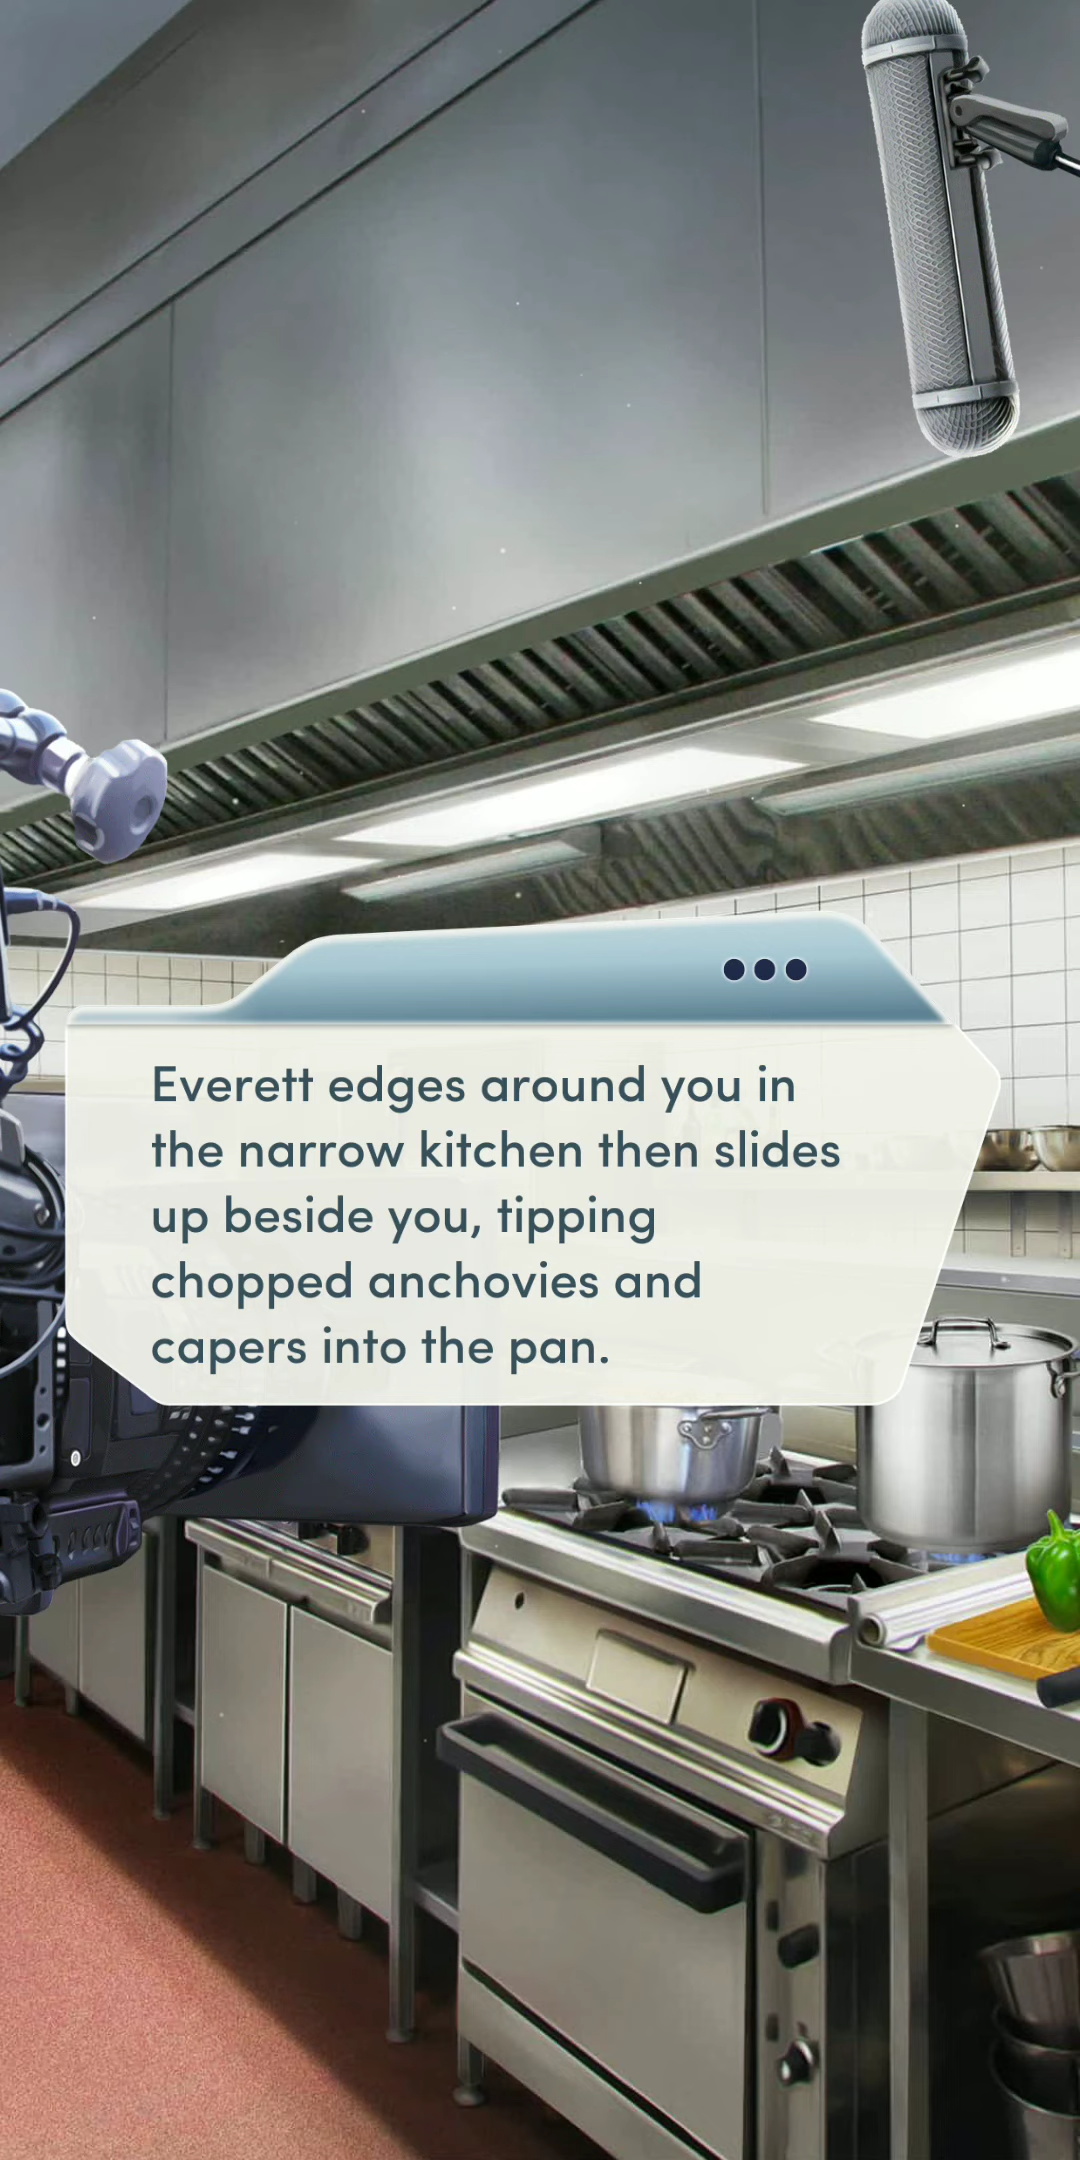 Everett edges around you in
the narrow kitchen then slides
up beside you, tipping
chopped anchovies and
capers into the pan.